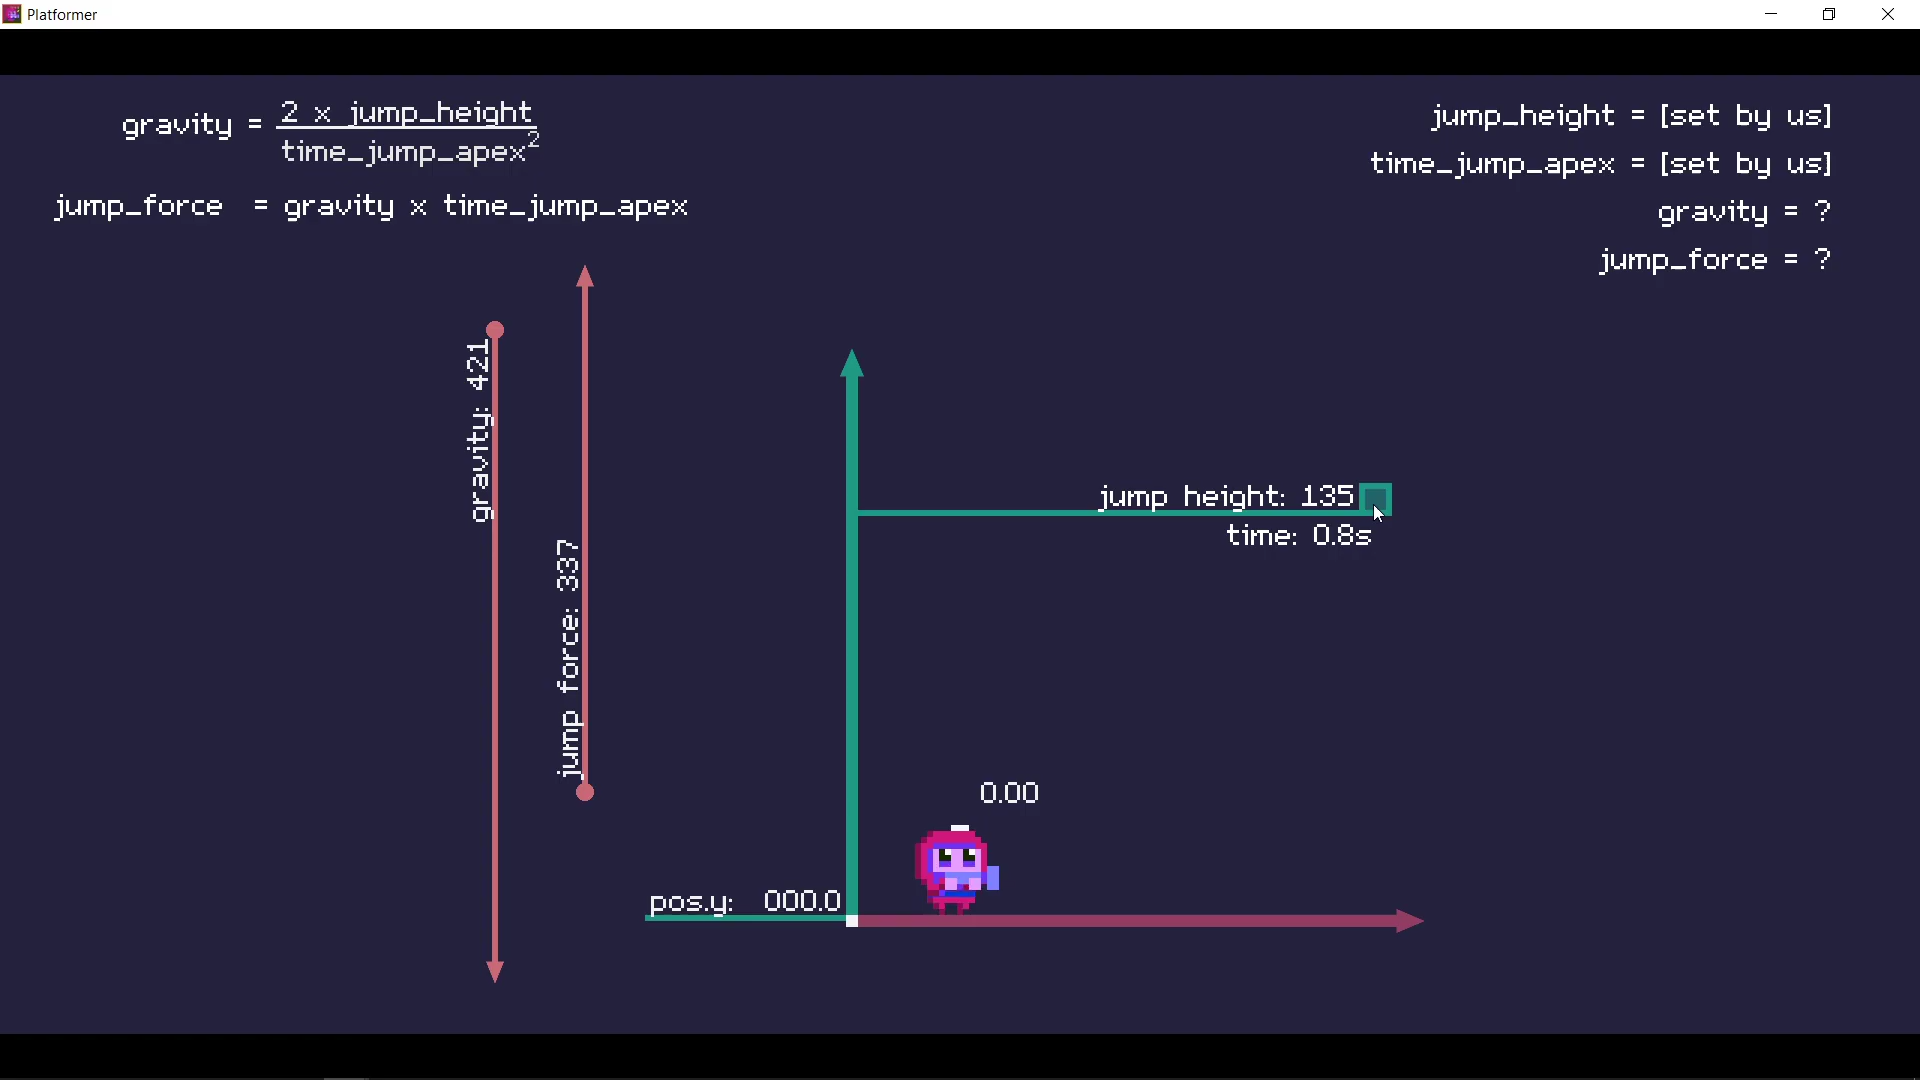 Platformer
gravity = 2 x jump_height
time_jump_apex2
jump_force = gravity x time_jump_apex
jump_height = [set by us]
time_jump_apex = [set by us]
gravity = ?
jump_force = ?
gravity: 421
jump force: 337
jump height: 135
time: 0.8s
0.00
pos.y: 000.0